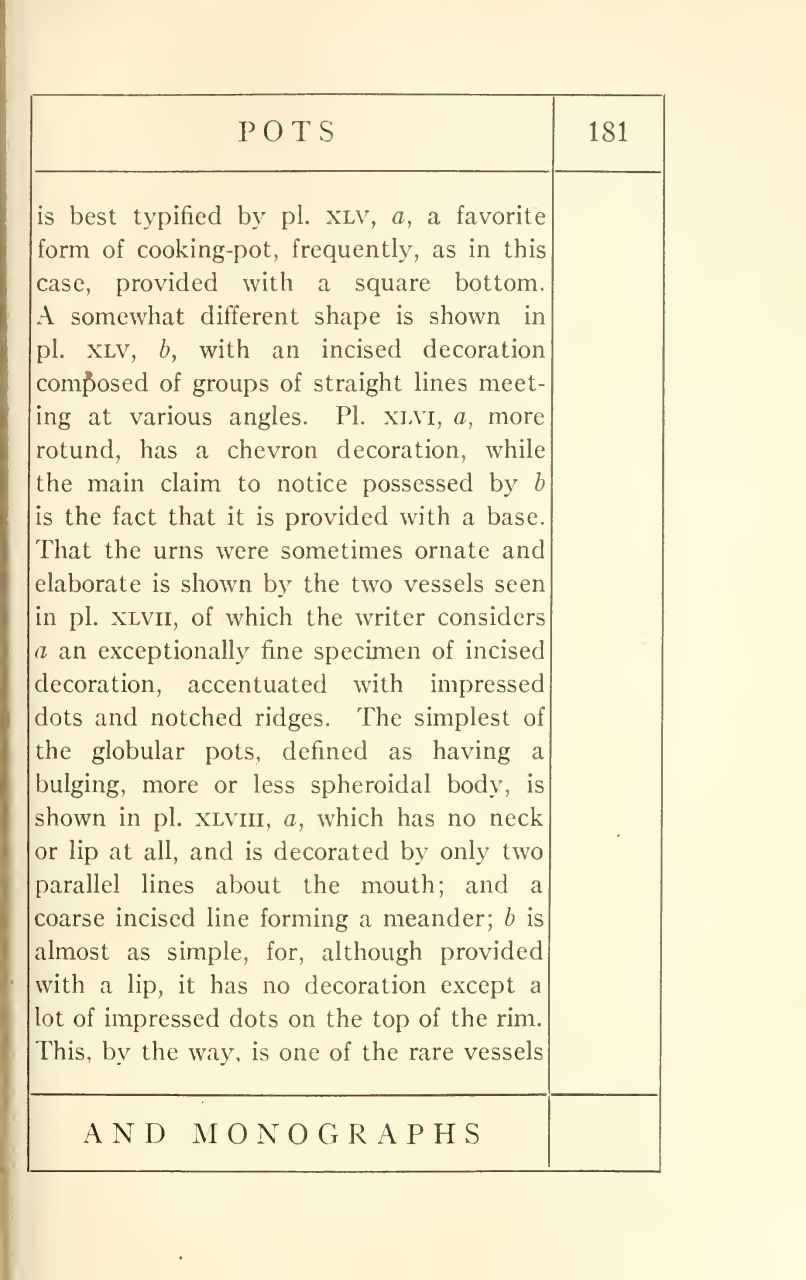 POTS 181
is best typified by pl. XLV, a, a favorite
form of cooking-pot, frequently, as in this
case, provided with a square bottom.
A somewhat different shape is shown in
pl. XLV, b, with an incised decoration
composed of groups of straight lines meet-
ing at various angles. Pl. XLVI, a, more
rotund, has a chevron decoration, while
the main claim to notice possessed by b
is the fact that it is provided with a base.
That the urns were sometimes ornate and
elaborate is shown by the two vessels seen
in pl. XLVII, of which the writer considers
a an exceptionally fine specimen of incised
decoration, accentuated with impressed
dots and notched ridges. The simplest of
the globular pots, defined as having a
bulging, more or less spheroidal body, is
shown in pl. XLVIII, a, which has no neck
or lip at all, and is decorated by only two
parallel lines about the mouth; and a
coarse incised line forming a meander; b is
almost as simple, for, although provided
with a lip, it has no decoration except a
lot of impressed dots on the top of the rim.
This, by the way, is one of the rare vessels
AND MONOGRAPHS